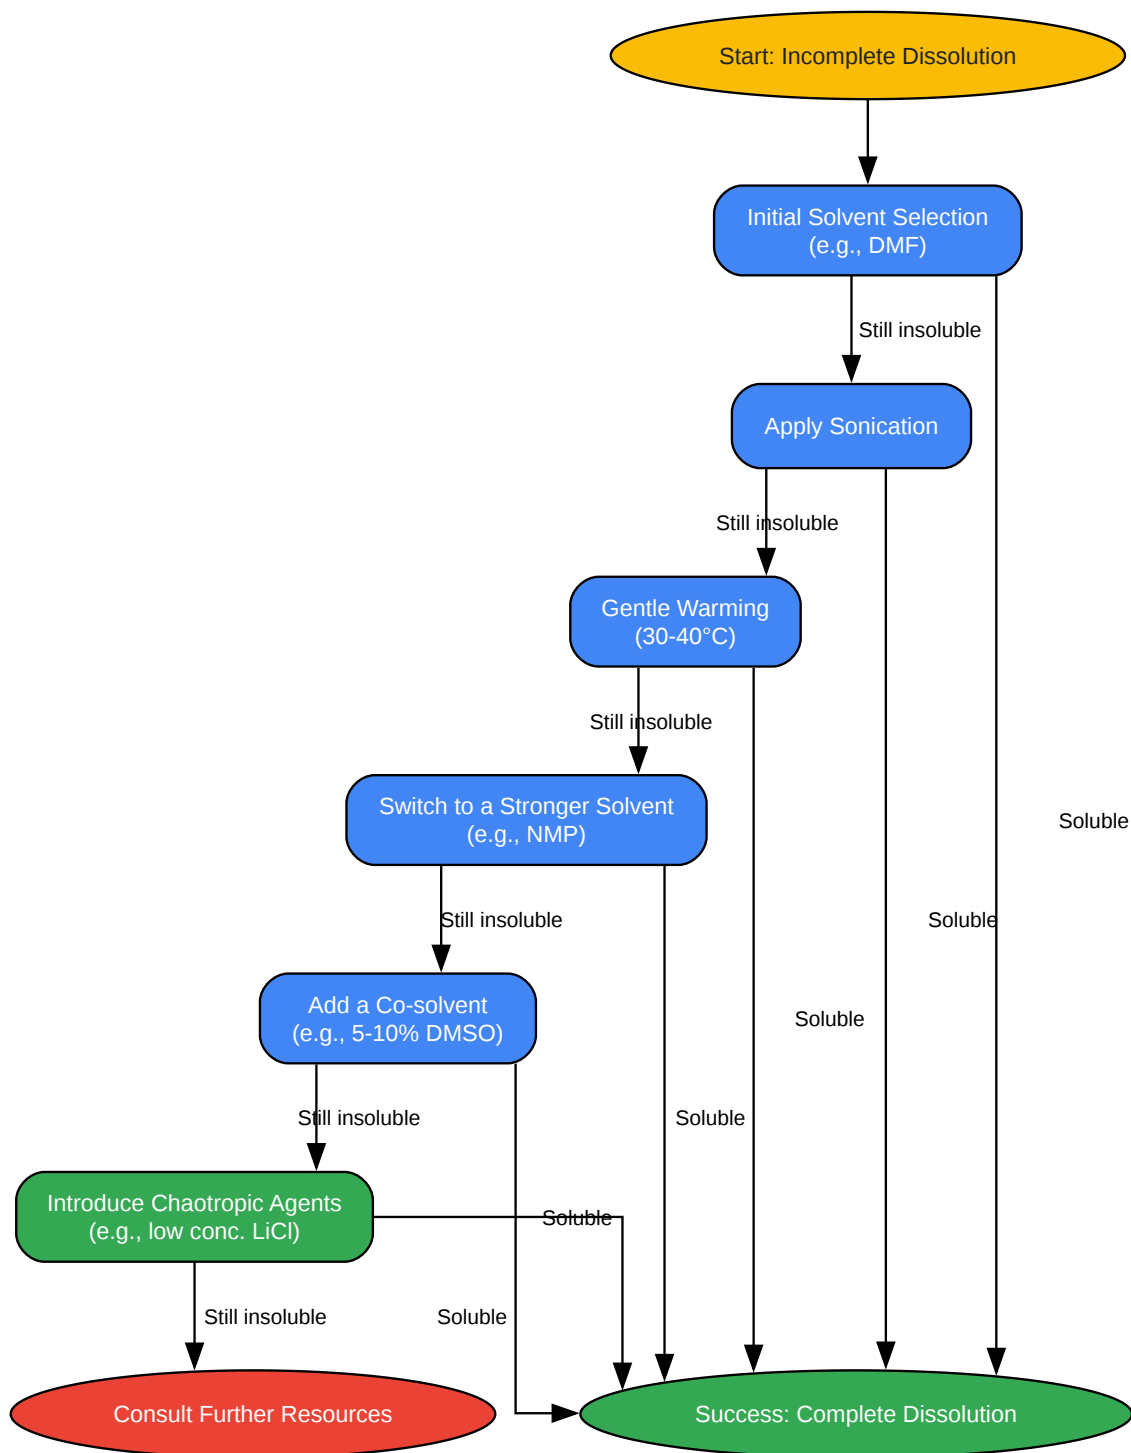 Start: Incomplete Dissolution
Initial Solvent Selection
(e.g., DMF)
Still insoluble
Apply Sonication
Still insoluble
Gentle Warming
(30-40°C)
Still insoluble
Switch to a Stronger Solvent
(e.g., NMP)
Soluble
Still insoluble
Soluble
Add a Co-solvent
(e.g., 5-10% DMSO)
Soluble
Still insoluble
Soluble
Introduce Chaotropic Agents
(e.g., low conc. LiCl)
Soluble
Still insoluble
Soluble
Consult Further Resources
Success: Complete Dissolution